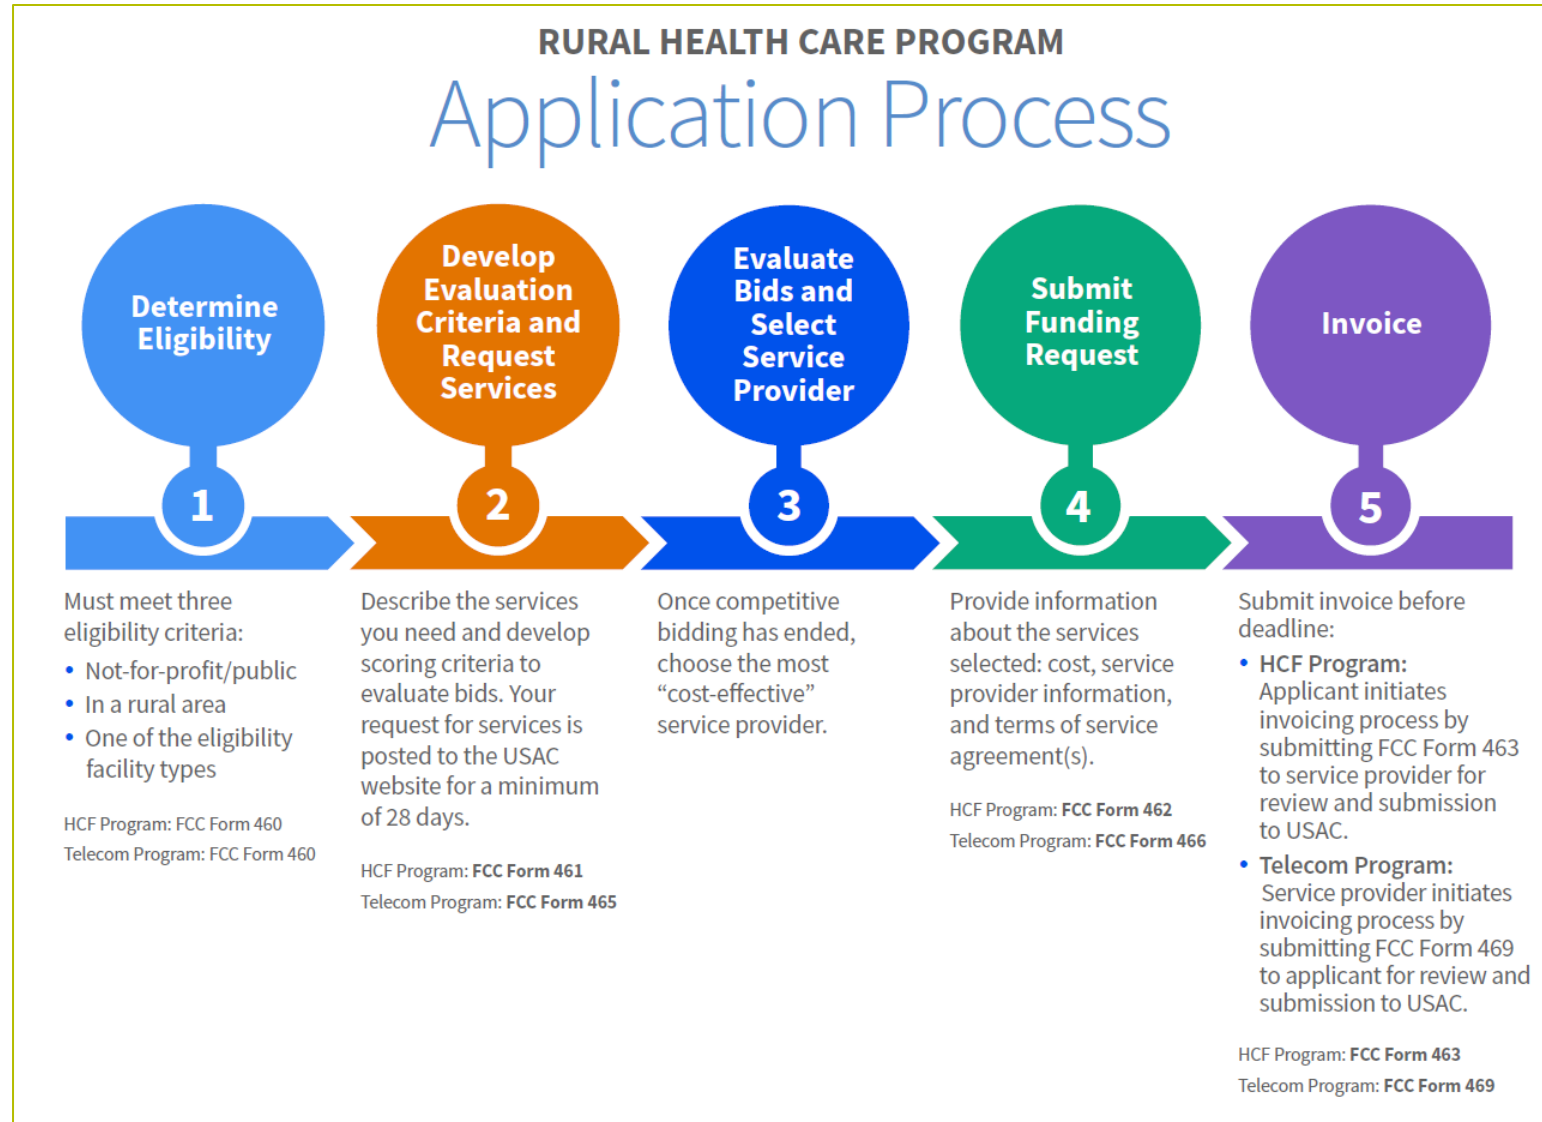 RURAL HEALTH CARE PROGRAM
Application Process
Determine
Eligibility
1
Must meet three
eligibility criteria:
• Not-for-profit/public
• In a rural area
• One of the eligibility
facility types
HCF Program: FCC Form 460
Telecom Program: FCC Form 460
Develop
Evaluation
Criteria and
Request
Services
2
Describe the services
you need and develop
scoring criteria to
evaluate bids. Your
request for services is
posted to the USAC
website for a minimum
of 28 days.
HCF Program: FCC Form 461
Telecom Program: FCC Form 465
Evaluate
Bids and
Select
Service
Provider
3
Once competitive
bidding has ended,
choose the most
“cost-effective”
service provider.
Submit
Funding
Request
4
Provide information
about the services
selected: cost, service
provider information,
and terms of service
agreement(s).
HCF Program: FCC Form 462
Telecom Program: FCC Form 466
Invoice
5
Submit invoice before
deadline:
• HCF Program:
Applicant initiates
invoicing process by
submitting FCC Form 463
to service provider for
review and submission
to USAC.
• Telecom Program:
Service provider initiates
invoicing process by
submitting FCC Form 469
to applicant for review and
submission to USAC.
HCF Program: FCC Form 463
Telecom Program: FCC Form 469